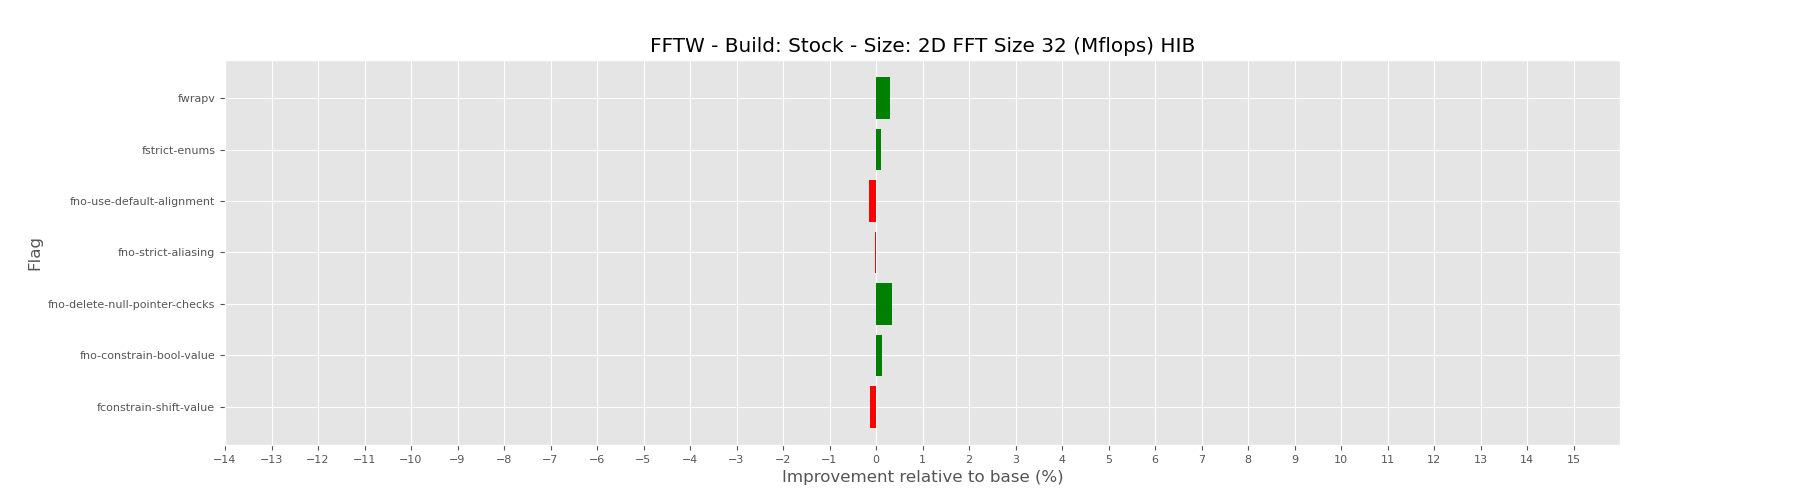 FFTW - Build: Stock - Size: 2D FFT Size 32 (Mflops) HIB
fwrapv
fstrict-enums
fno-use-default-alignment
fno-strict-aliasing
fno-delete-null-pointer-checks
fno-constrain-bool-value
fconstrain-shift-value
Flag
−14 −13 −12 −11 −10 −9 −8 −7 −6 −5 −4 −3 −2 −1 0 1 2 3 4 5 6 7 8 9 10 11 12 13 14 15
Improvement relative to base (%)